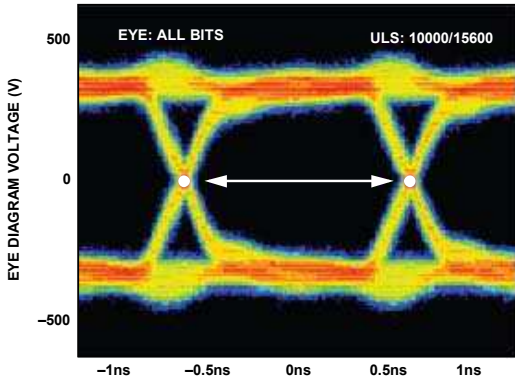 EYE: ALL BITS
ULS: 10000/15600
EYE DIAGRAM VOLTAGE (V)
500
0
–500
–1ns –0.5ns 0ns 0.5ns 1ns